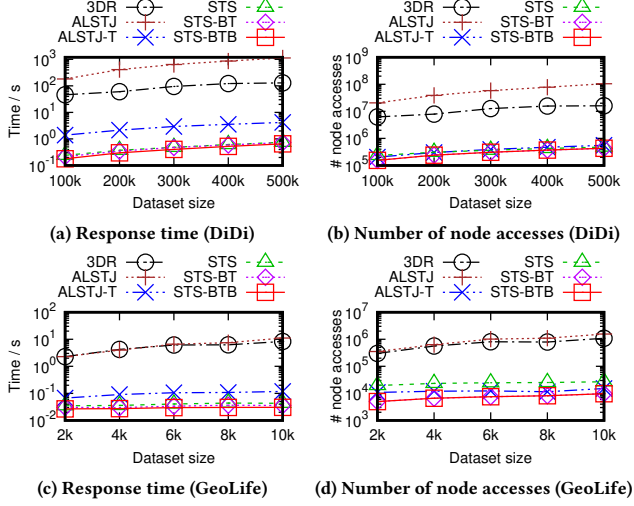 3DR STS
ALSTJ STS-BT
ALSTJ-T STS-BTB
10^3
10^2
10^1
10^0
10^-1
Time / s
100k 200k 300k 400k 500k
Dataset size
(a) Response time (DiDi)
3DR STS
ALSTJ STS-BT
ALSTJ-T STS-BTB
10^9
10^8
10^7
10^6
10^5
# node accesses
100k 200k 300k 400k 500k
Dataset size
(b) Number of node accesses (DiDi)
3DR STS
ALSTJ STS-BT
ALSTJ-T STS-BTB
10^2
10^1
10^0
10^-1
10^-2
Time / s
2k 4k 6k 8k 10k
Dataset size
(c) Response time (GeoLife)
3DR STS
ALSTJ STS-BT
ALSTJ-T STS-BTB
10^7
10^6
10^5
10^4
10^3
# node accesses
2k 4k 6k 8k 10k
Dataset size
(d) Number of node accesses (GeoLife)